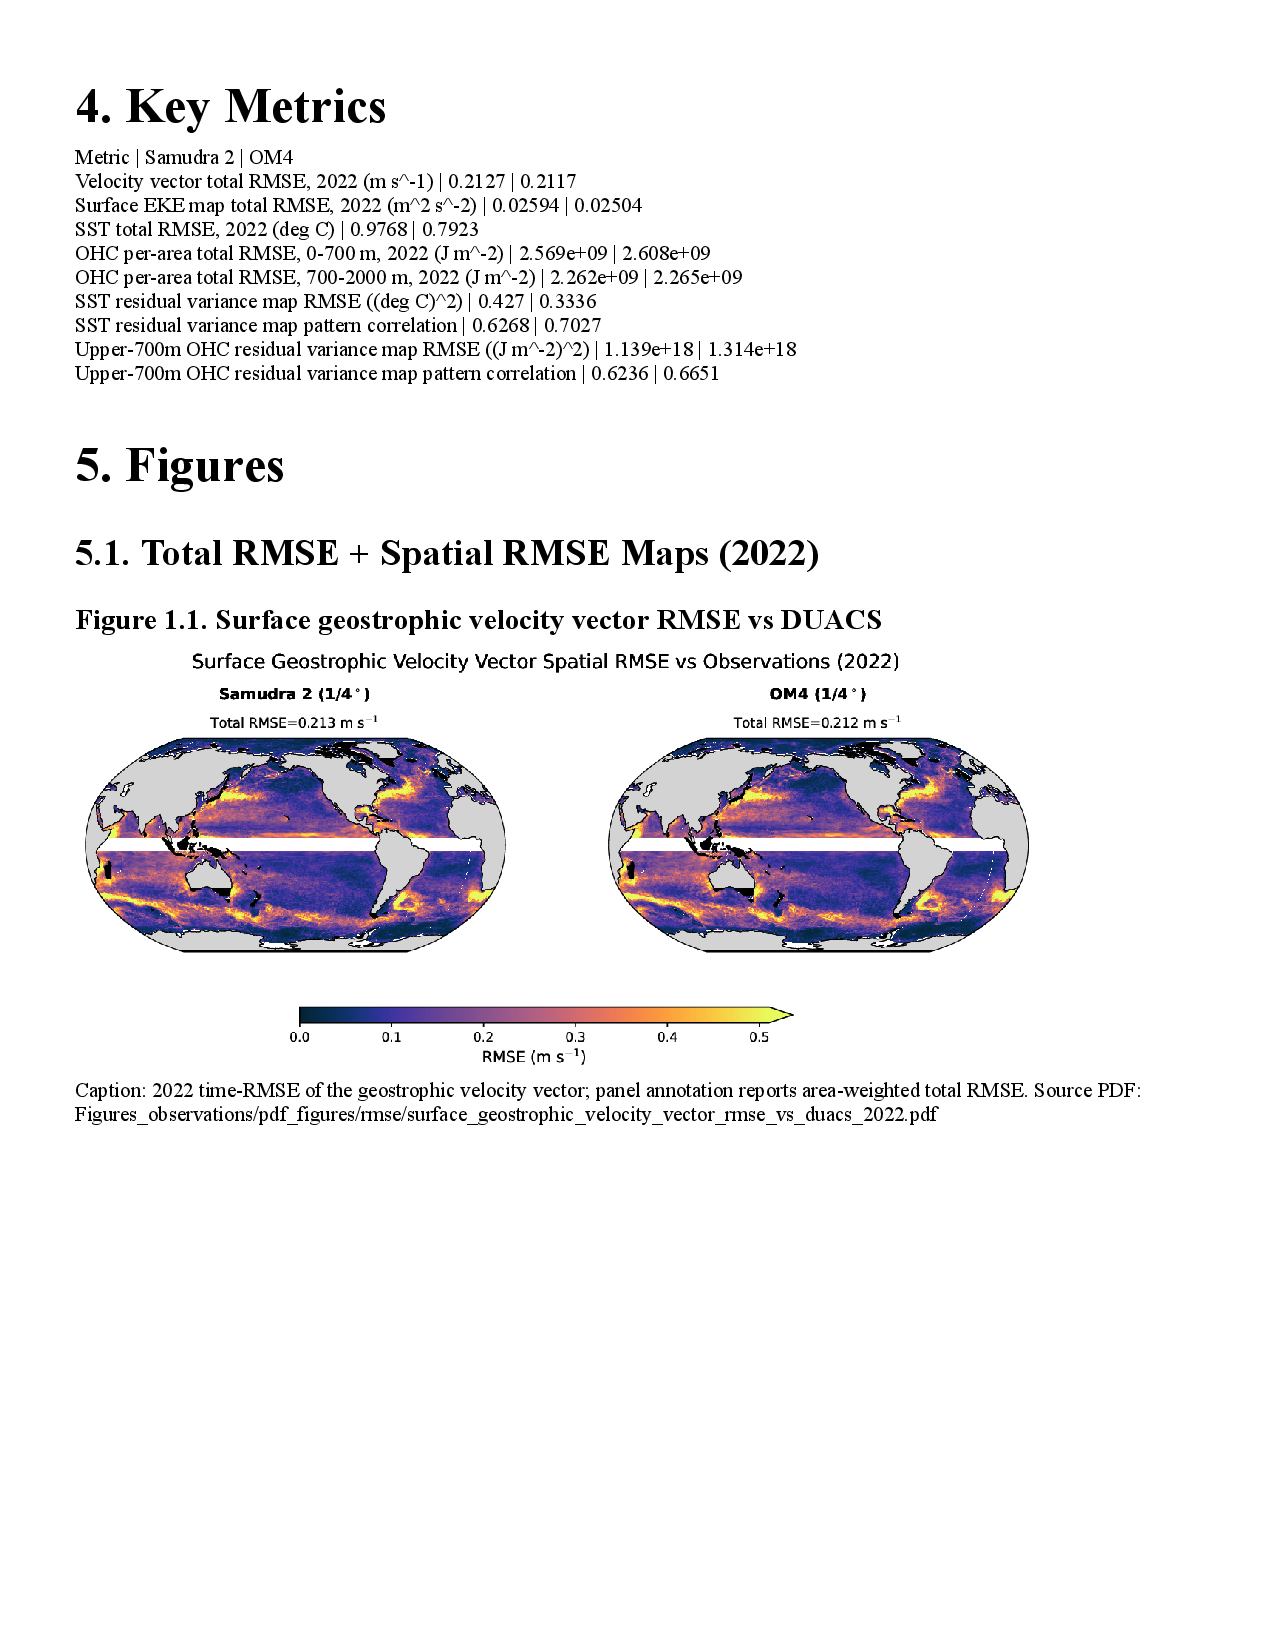 4. Key Metrics
Metric | Samudra 2 | OM4
Velocity vector total RMSE, 2022 (m s^-1) | 0.2127 | 0.2117
Surface EKE map total RMSE, 2022 (m^2 s^-2) | 0.02594 | 0.02504
SST total RMSE, 2022 (deg C) | 0.9768 | 0.7923
OHC per-area total RMSE, 0-700 m, 2022 (J m^-2) | 2.569e+09 | 2.608e+09
OHC per-area total RMSE, 700-2000 m, 2022 (J m^-2) | 2.262e+09 | 2.265e+09
SST residual variance map RMSE ((deg C)^2) | 0.427 | 0.3336
SST residual variance map pattern correlation | 0.6268 | 0.7027
Upper-700m OHC residual variance map RMSE ((J m^-2)^2) | 1.139e+18 | 1.314e+18
Upper-700m OHC residual variance map pattern correlation | 0.6236 | 0.6651
5. Figures
5.1. Total RMSE + Spatial RMSE Maps (2022)
Figure 1.1. Surface geostrophic velocity vector RMSE vs DUACS
Surface Geostrophic Velocity Vector Spatial RMSE vs Observations (2022)
Samudra 2 (1/4°)
Total RMSE=0.213 m s⁻¹
OM4 (1/4°)
Total RMSE=0.212 m s⁻¹
0.0 0.1 0.2 0.3 0.4 0.5
RMSE (m s⁻¹)
Caption: 2022 time-RMSE of the geostrophic velocity vector; panel annotation reports area-weighted total RMSE. Source PDF:
Figures_observations/pdf_figures/rmse/surface_geostrophic_velocity_vector_rmse_vs_duacs_2022.pdf